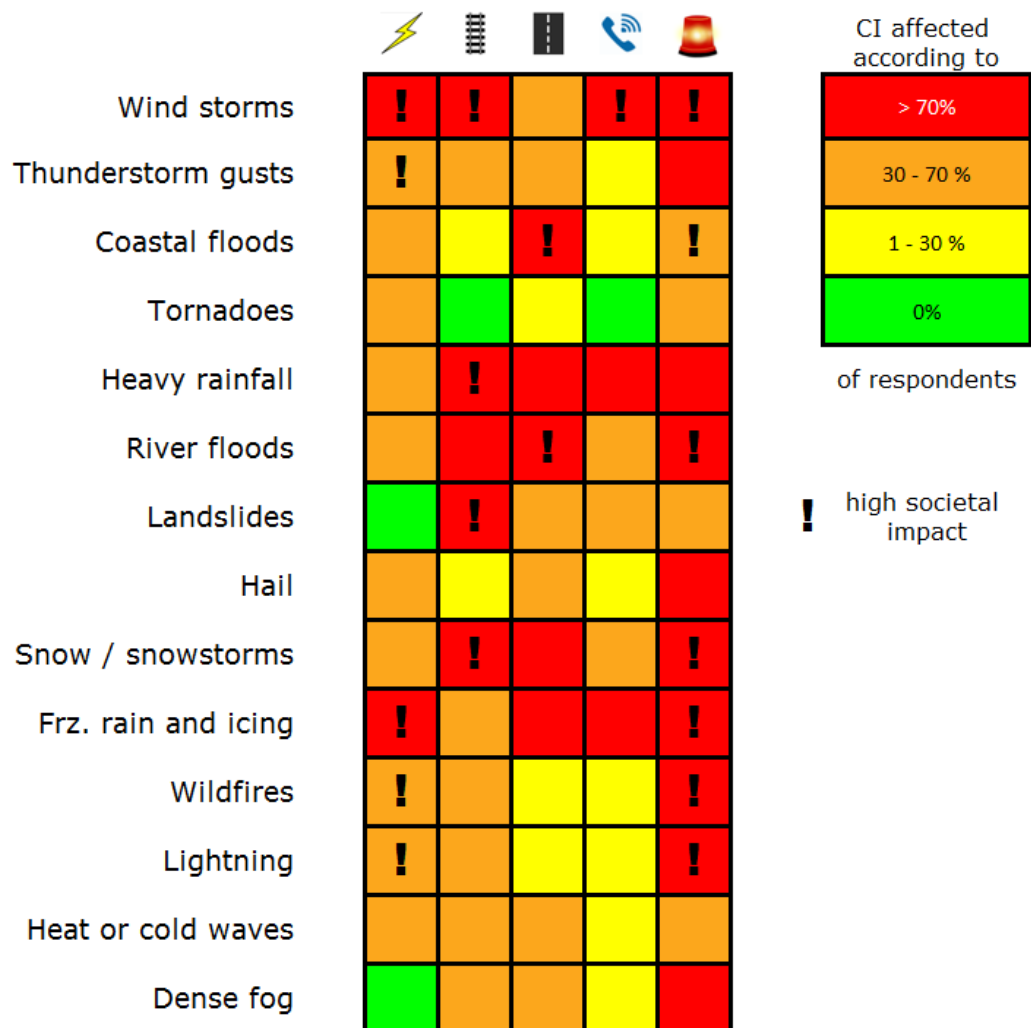 CI affected
according to
Wind storms
!
!
!
!
> 70%
Thunderstorm gusts
!
30 - 70 %
Coastal floods
!
!
1 - 30 %
Tornadoes
0%
Heavy rainfall
!
of respondents
River floods
!
!
Landslides
!
! high societal
impact
Hail
Snow / snowstorms
!
!
Frz. rain and icing
!
!
Wildfires
!
!
Lightning
!
!
Heat or cold waves
Dense fog